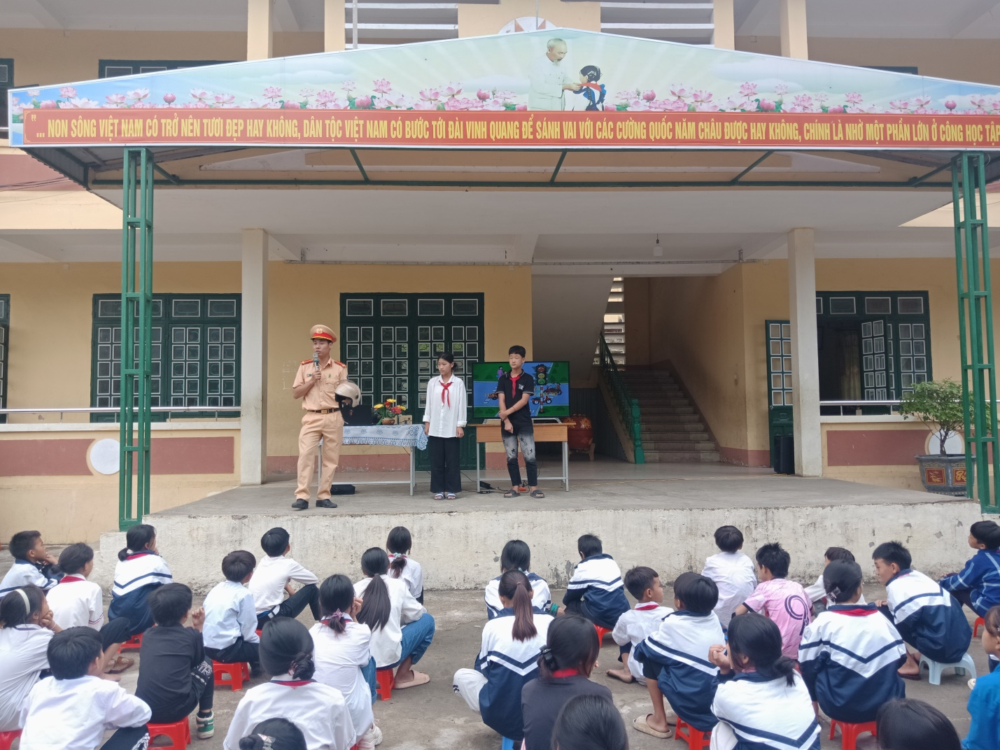 "... NON SÔNG VIỆT NAM CÓ TRỞ NÊN TƯƠI ĐẸP HAY KHÔNG, DÂN TỘC VIỆT NAM CÓ BƯỚC TỚI ĐÀI VINH QUANG ĐỂ SÁNH VAI VỚI CÁC CƯỜNG QUỐC NĂM CHÂU ĐƯỢC HAY KHÔNG, CHÍNH LÀ NHỜ MỘT PHẦN LỚN Ở CÔNG HỌC TẬP
9